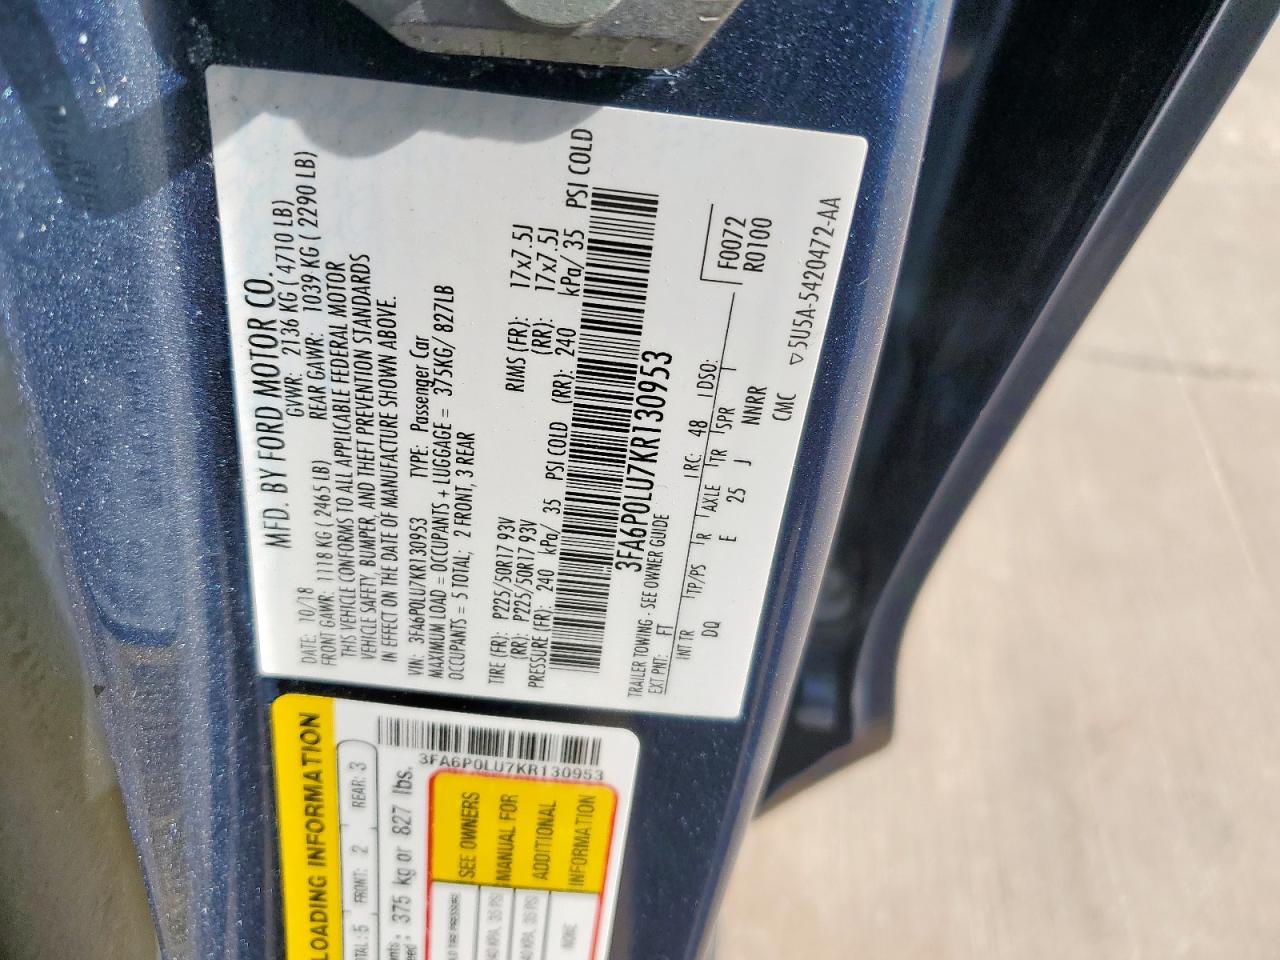 MFD. BY FORD MOTOR CO.
DATE: 10/18 GVWR: 2136 KG ( 4710 LB)
FRONT GAWR: 1118 KG ( 2465 LB) REAR GAWR: 1039 KG ( 2290 LB)
THIS VEHICLE CONFORMS TO ALL APPLICABLE FEDERAL MOTOR
VEHICLE SAFETY, BUMPER, AND THEFT PREVENTION STANDARDS
IN EFFECT ON THE DATE OF MANUFACTURE SHOWN ABOVE.
VIN: 3FA6P0LU7KR130953 TYPE: Passenger Car
MAXIMUM LOAD = OCCUPANTS + LUGGAGE = 375KG/ 827LB
OCCUPANTS = 5 TOTAL; 2 FRONT, 3 REAR
TIRE (FR): P225/50R17 93V RIMS (FR): 17x7.5J
(RR): P225/50R17 93V (RR): 17x7.5J
PRESSURE (FR): 240 kPa/ 35 PSI COLD (RR): 240 kPa/ 35 PSI COLD
3FA6P0LU7KR130953
TRAILER TOWING - SEE OWNER GUIDE
EXT PNT: FT RC: 48 DSO: F0072
R0100
INT TR TP/PS R AXLE TR SPR
DQ E 25 J NNRR
CMC ▽5U5A-5420472-AA
LOADING INFORMATION
:5 FRONT: 2 REAR: 3
375 kg or 827 lbs.
3FA6P0LU7KR130953
SEE OWNERS
MANUAL FOR
ADDITIONAL
INFORMATION
NONE